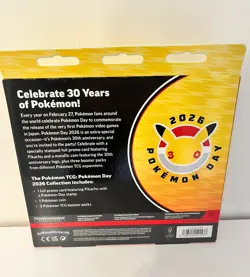 Celebrate 30 Years
of Pokémon!
Every year on February 27, Pokémon fans around
the world celebrate Pokémon Day to commemorate
the release of the very first Pokémon video games
in Japan. Pokémon Day 2026 is an extra special
occasion—it's Pokémon's 30th anniversary, and
you're invited to the party! Celebrate with a
specially stamped foil promo card featuring
Pikachu and a metallic coin featuring the 30th
anniversary logo, plus three booster packs
from different Pokémon TCG expansions.
The Pokémon TCG: Pokémon Day
2026 Collection includes:
• 1 foil promo card featuring Pikachu with
a Pokémon Day stamp
• 1 Pokémon coin
• 3 Pokémon TCG booster packs
2026
30
POKÉMON DAY